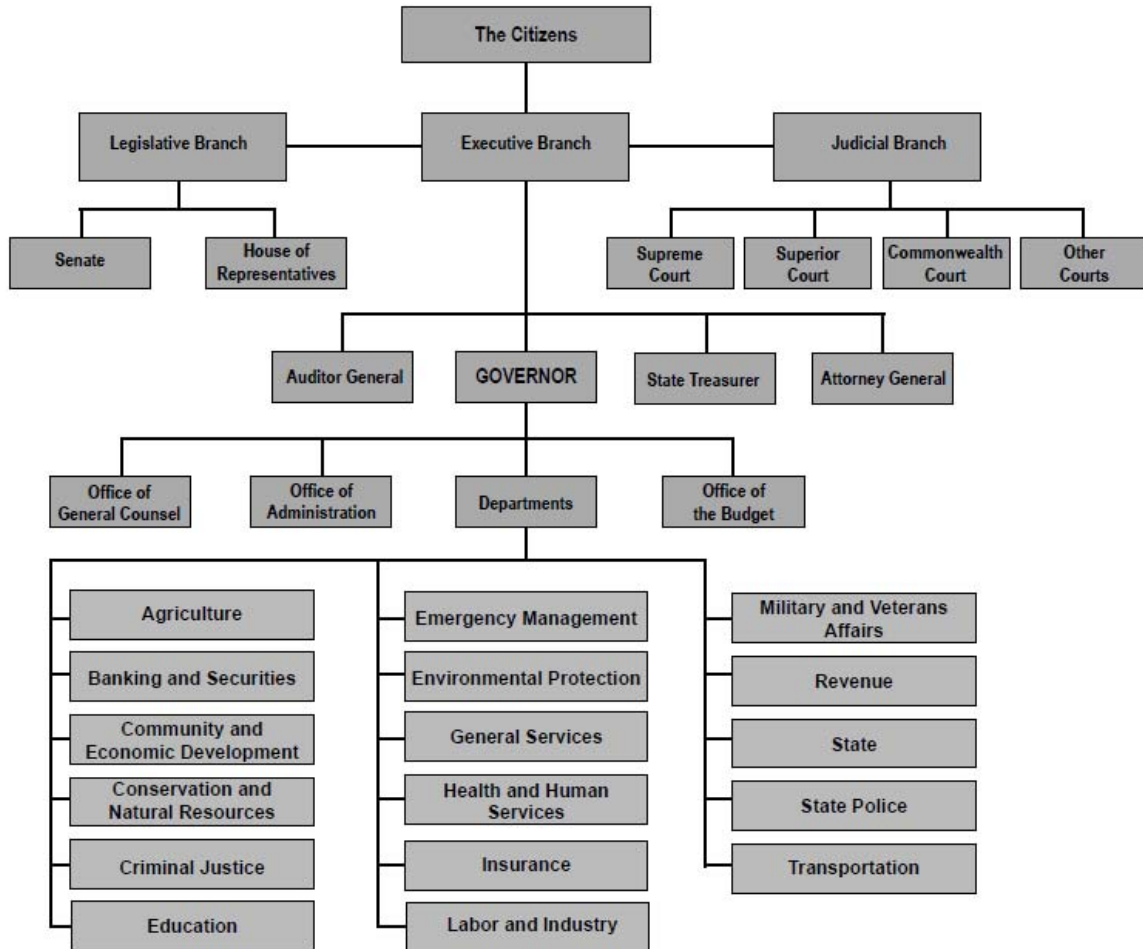 The Citizens
Legislative Branch
Executive Branch
Judicial Branch
Senate
House of
Representatives
Supreme
Court
Superior
Court
Commonwealth
Court
Other
Courts
Auditor General
GOVERNOR
State Treasurer
Attorney General
Office of
General Counsel
Office of
Administration
Departments
Office of
the Budget
Agriculture
Banking and Securities
Community and
Economic Development
Conservation and
Natural Resources
Criminal Justice
Education
Emergency Management
Environmental Protection
General Services
Health and Human
Services
Insurance
Labor and Industry
Military and Veterans
Affairs
Revenue
State
State Police
Transportation